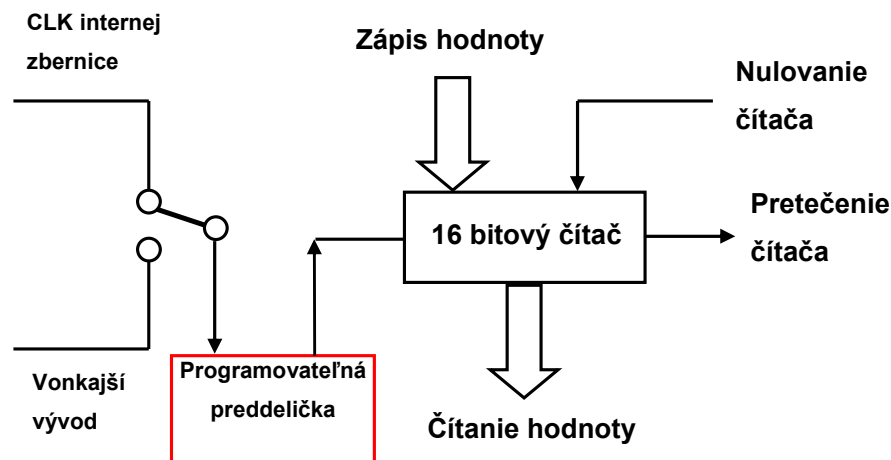 CLK internej
zbernice
Zápis hodnoty
Nulovanie
čítača
16 bitový čítač
Pretečenie
čítača
Programovateľná
preddelička
Vonkajší
vývod
Čítanie hodnoty